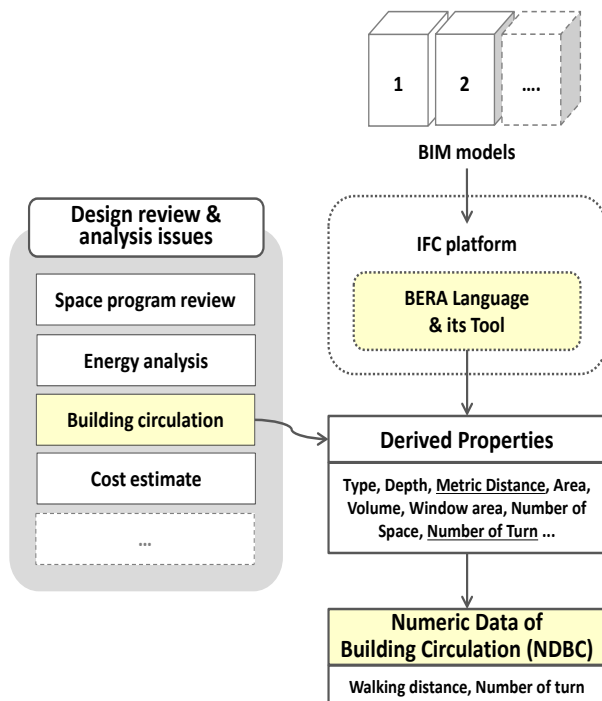 1
2
....
BIM models
Design review &
analysis issues
Space program review
Energy analysis
Building circulation
Cost estimate
...
IFC platform
BERA Language
& its Tool
Derived Properties
Type, Depth, Metric Distance, Area,
Volume, Window area, Number of
Space, Number of Turn ...
Numeric Data of
Building Circulation (NDBC)
Walking distance, Number of turn